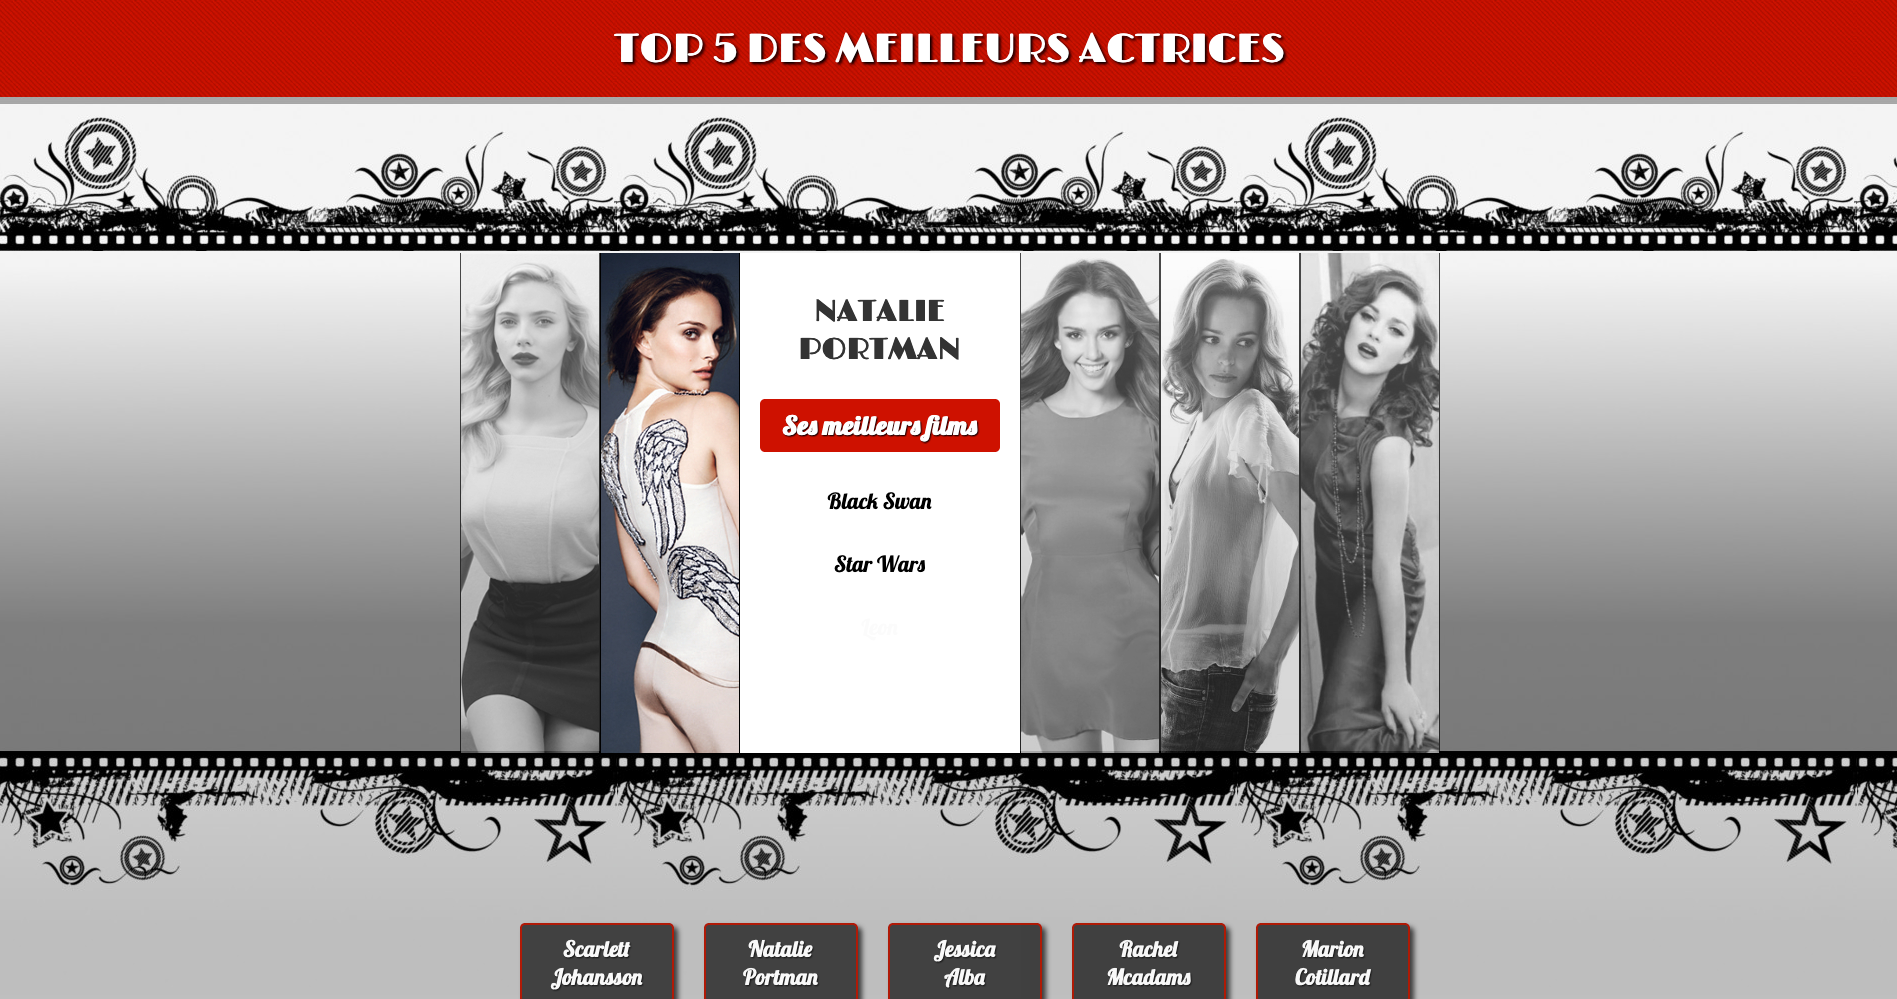 TOP 5 DES MEILLEURS ACTRICES
NATALIE
PORTMAN
Ses meilleurs films
Black Swan
Star Wars
Leon
Scarlett
Johansson
Natalie
Portman
Jessica
Alba
Rachel
Mcadams
Marion
Cotillard